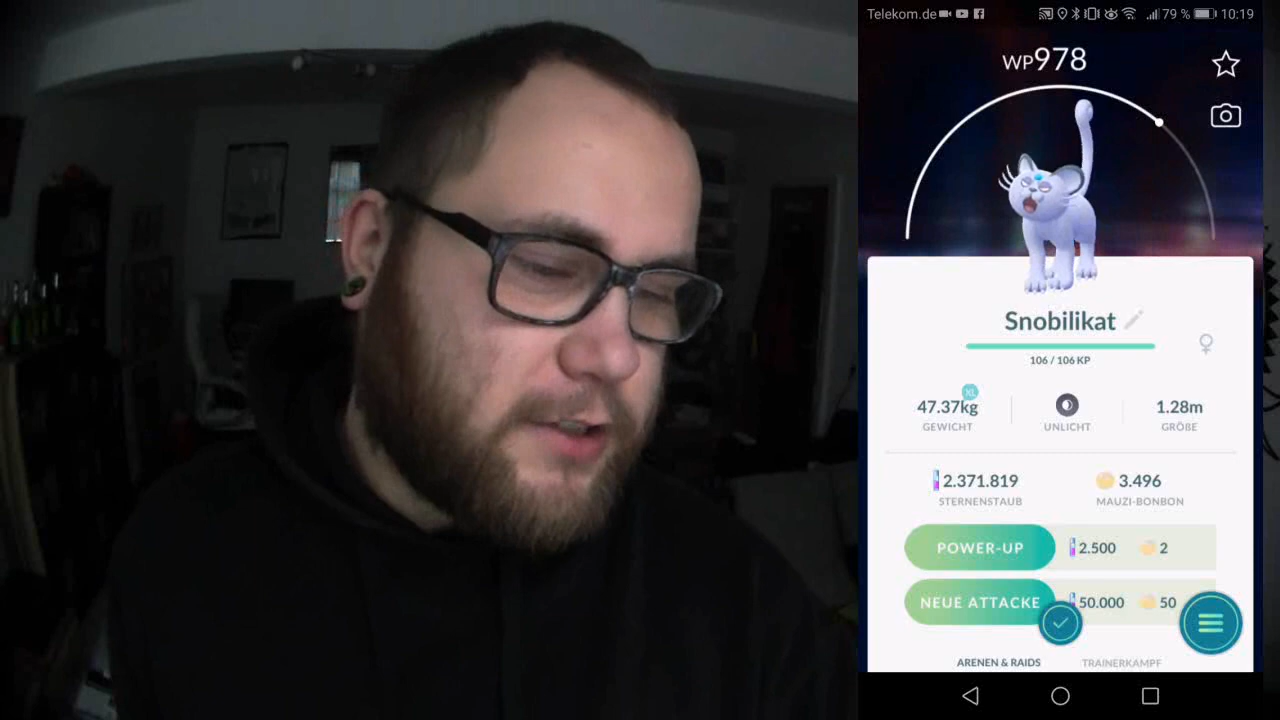 Telekom.de 79 % 10:19
WP978
Snobilikat
106 / 106 KP
XL
47.37kg 1.28m
GEWICHT UNLICHT GRÖßE
2.371.819 3.496
STERNENSTAUB MAUZI-BONBON
POWER-UP 2.500 2
NEUE ATTACKE 50.000 50
ARENEN & RAIDS TRAINERKAMPF